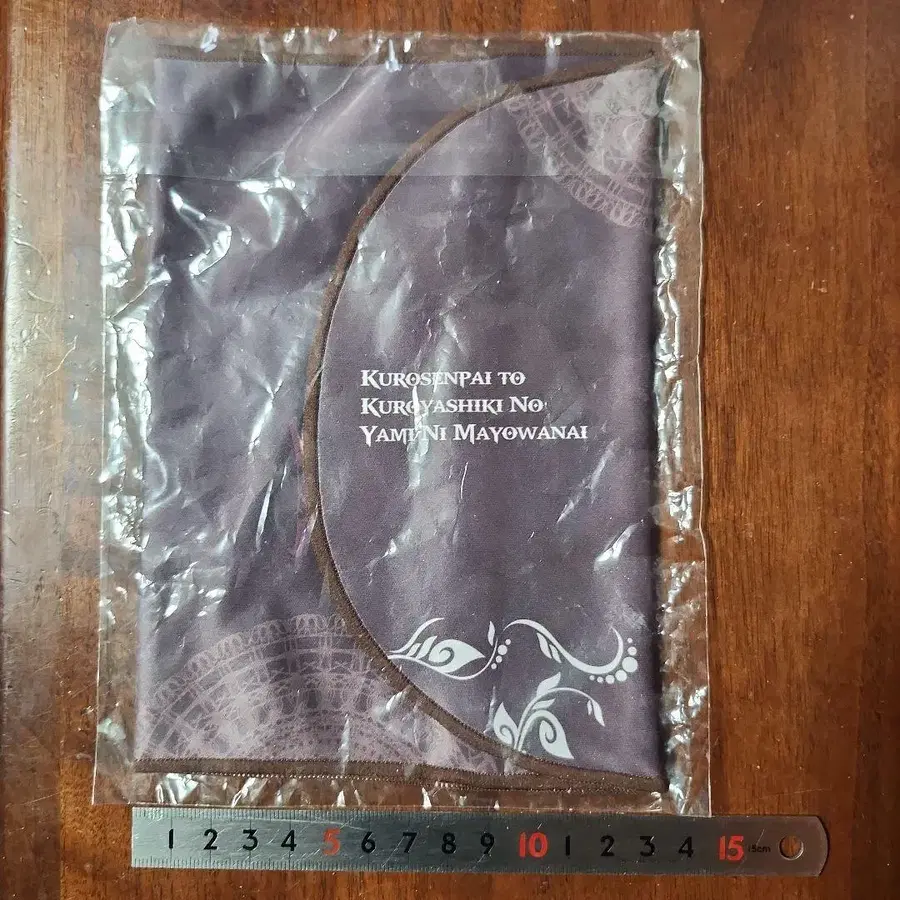 Kurosenpai to
Kuroyashiki No
Yami Ni Mayowanai
1 2 3 4 5 6 7 8 9 10 1 2 3 4 15 15cm